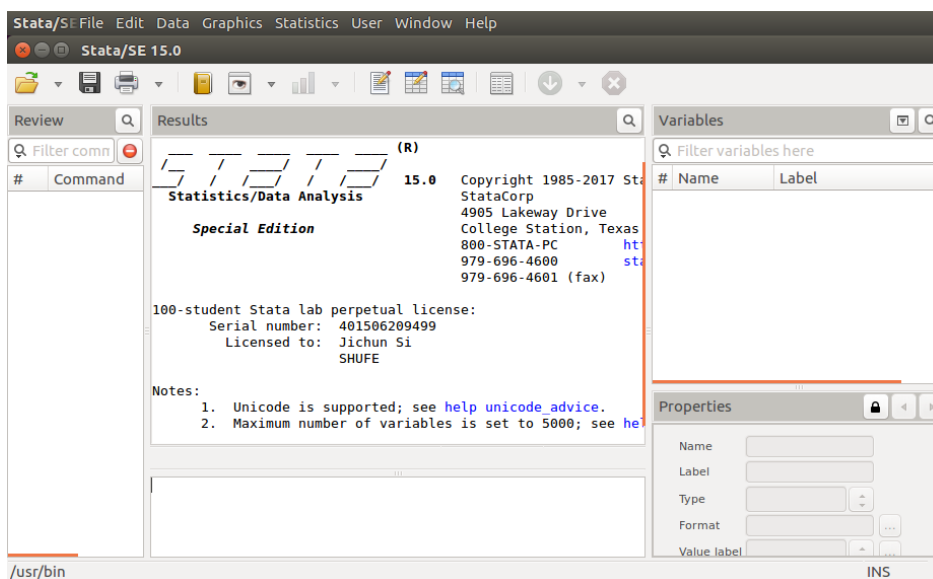 Stata/SE File Edit Data Graphics Statistics User Window Help
Stata/SE 15.0
Review
Results
Variables
Filter comm
Filter variables here
# Command
# Name Label
(R)
15.0 Copyright 1985-2017 Sta
Statistics/Data Analysis StataCorp
4905 Lakeway Drive
Special Edition College Station, Texas
800-STATA-PC htt
979-696-4600 sta
979-696-4601 (fax)
100-student Stata lab perpetual license:
Serial number: 401506209499
Licensed to: Jichun Si
SHUFE
Notes:
1. Unicode is supported; see help unicode_advice.
2. Maximum number of variables is set to 5000; see hel
Properties
Name
Label
Type
Format
Value label
/usr/bin
INS